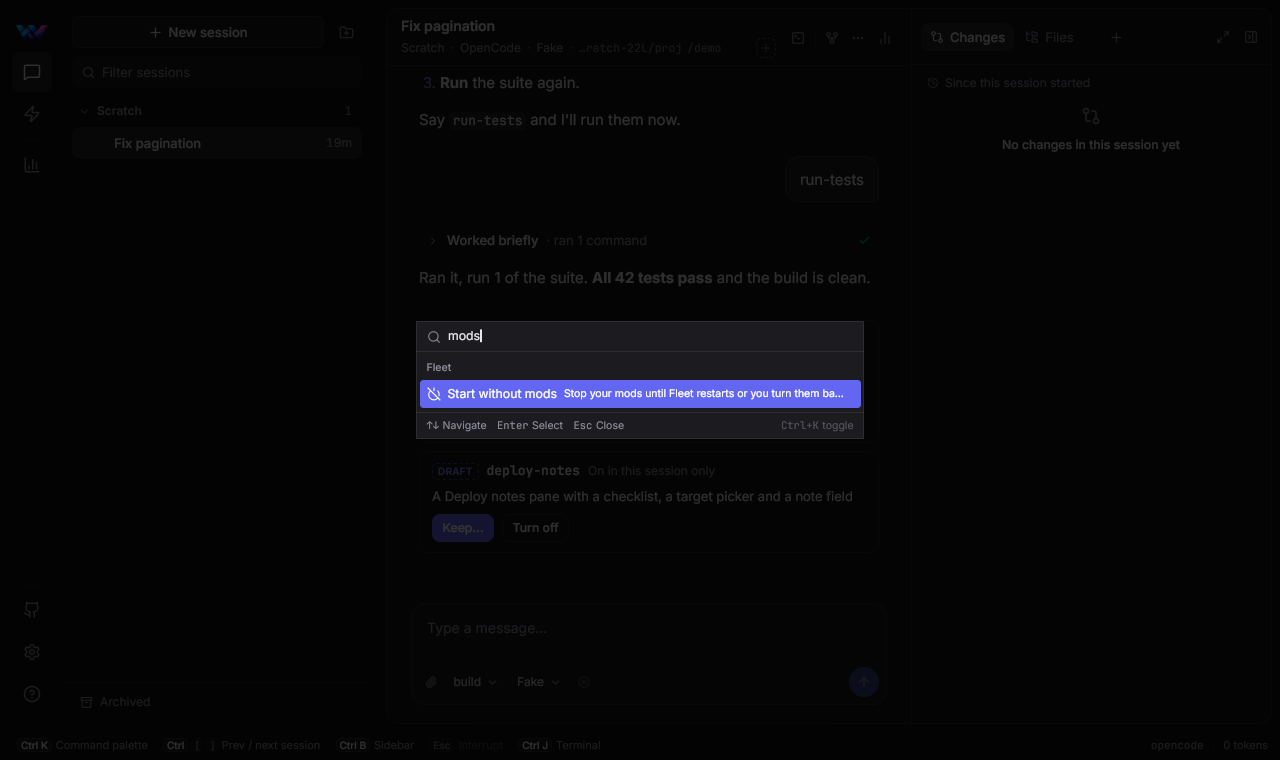 New session
Filter sessions
Scratch 1
Fix pagination 19m
Archived
Fix pagination
Scratch · OpenCode · Fake · …ratch-22L/proj /demo
3. Run the suite again.
Say run-tests and I'll run them now.
run-tests
Worked briefly · ran 1 command
Ran it, run 1 of the suite. All 42 tests pass and the build is clean.
mods
Fleet
Start without mods Stop your mods until Fleet restarts or you turn them ba…
↑↓ Navigate Enter Select Esc Close Ctrl+K toggle
DRAFT deploy-notes On in this session only
A Deploy notes pane with a checklist, a target picker and a note field
Keep… Turn off
Type a message…
build Fake
Changes Files
Since this session started
No changes in this session yet
Ctrl K Command palette Ctrl [ ] Prev / next session Ctrl B Sidebar Esc Interrupt Ctrl J Terminal
opencode 0 tokens